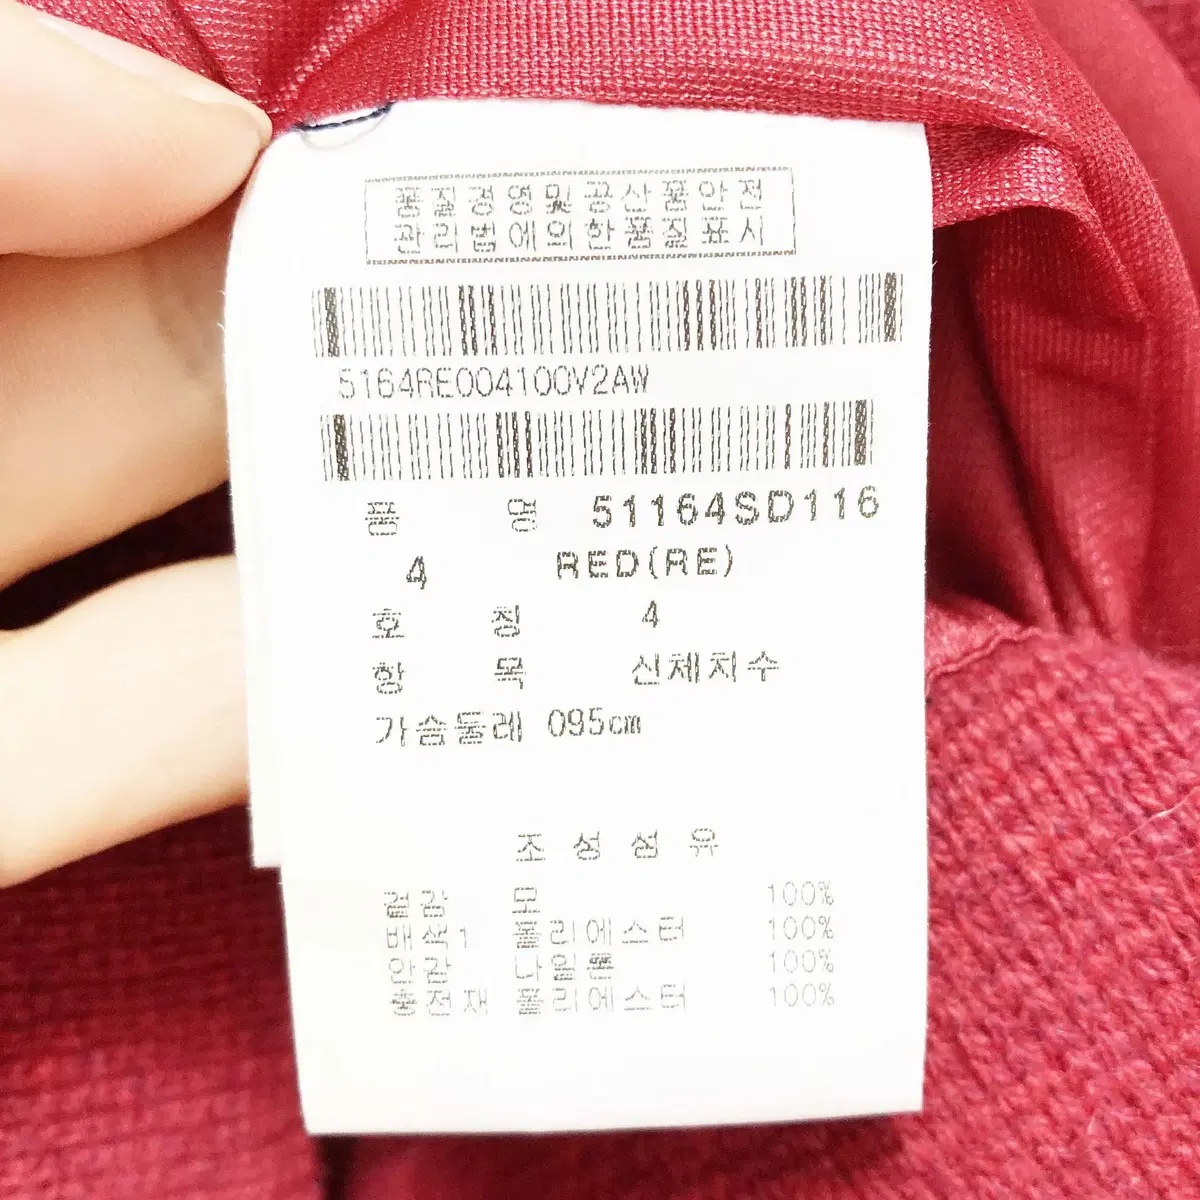 품질경영및공산품안전
관리법에의한품질표시
5164RE004100V2AW
품 명 51164SD116
4 RED(RE)
호 칭 4
항 목 신체치수
가슴둘레 095cm
조성섬유
겉감 모 100%
배색1 폴리에스터 100%
안감 나일론 100%
충전재 폴리에스터 100%